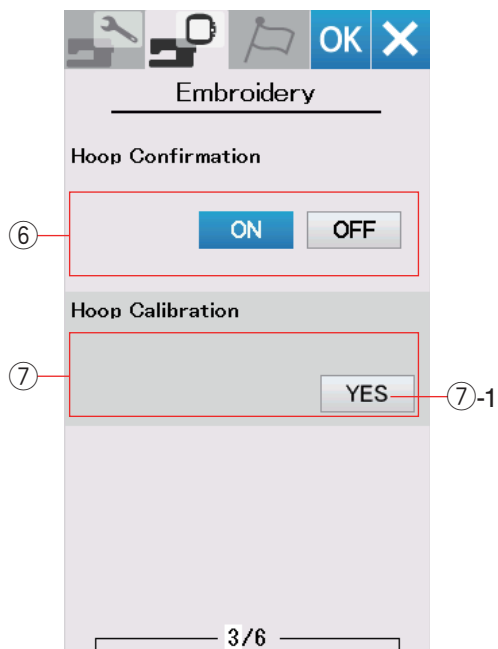 OK X
Embroidery
Hoop Confirmation
⑥ ON OFF
Hoop Calibration
⑦ YES ⑦-1
3/6